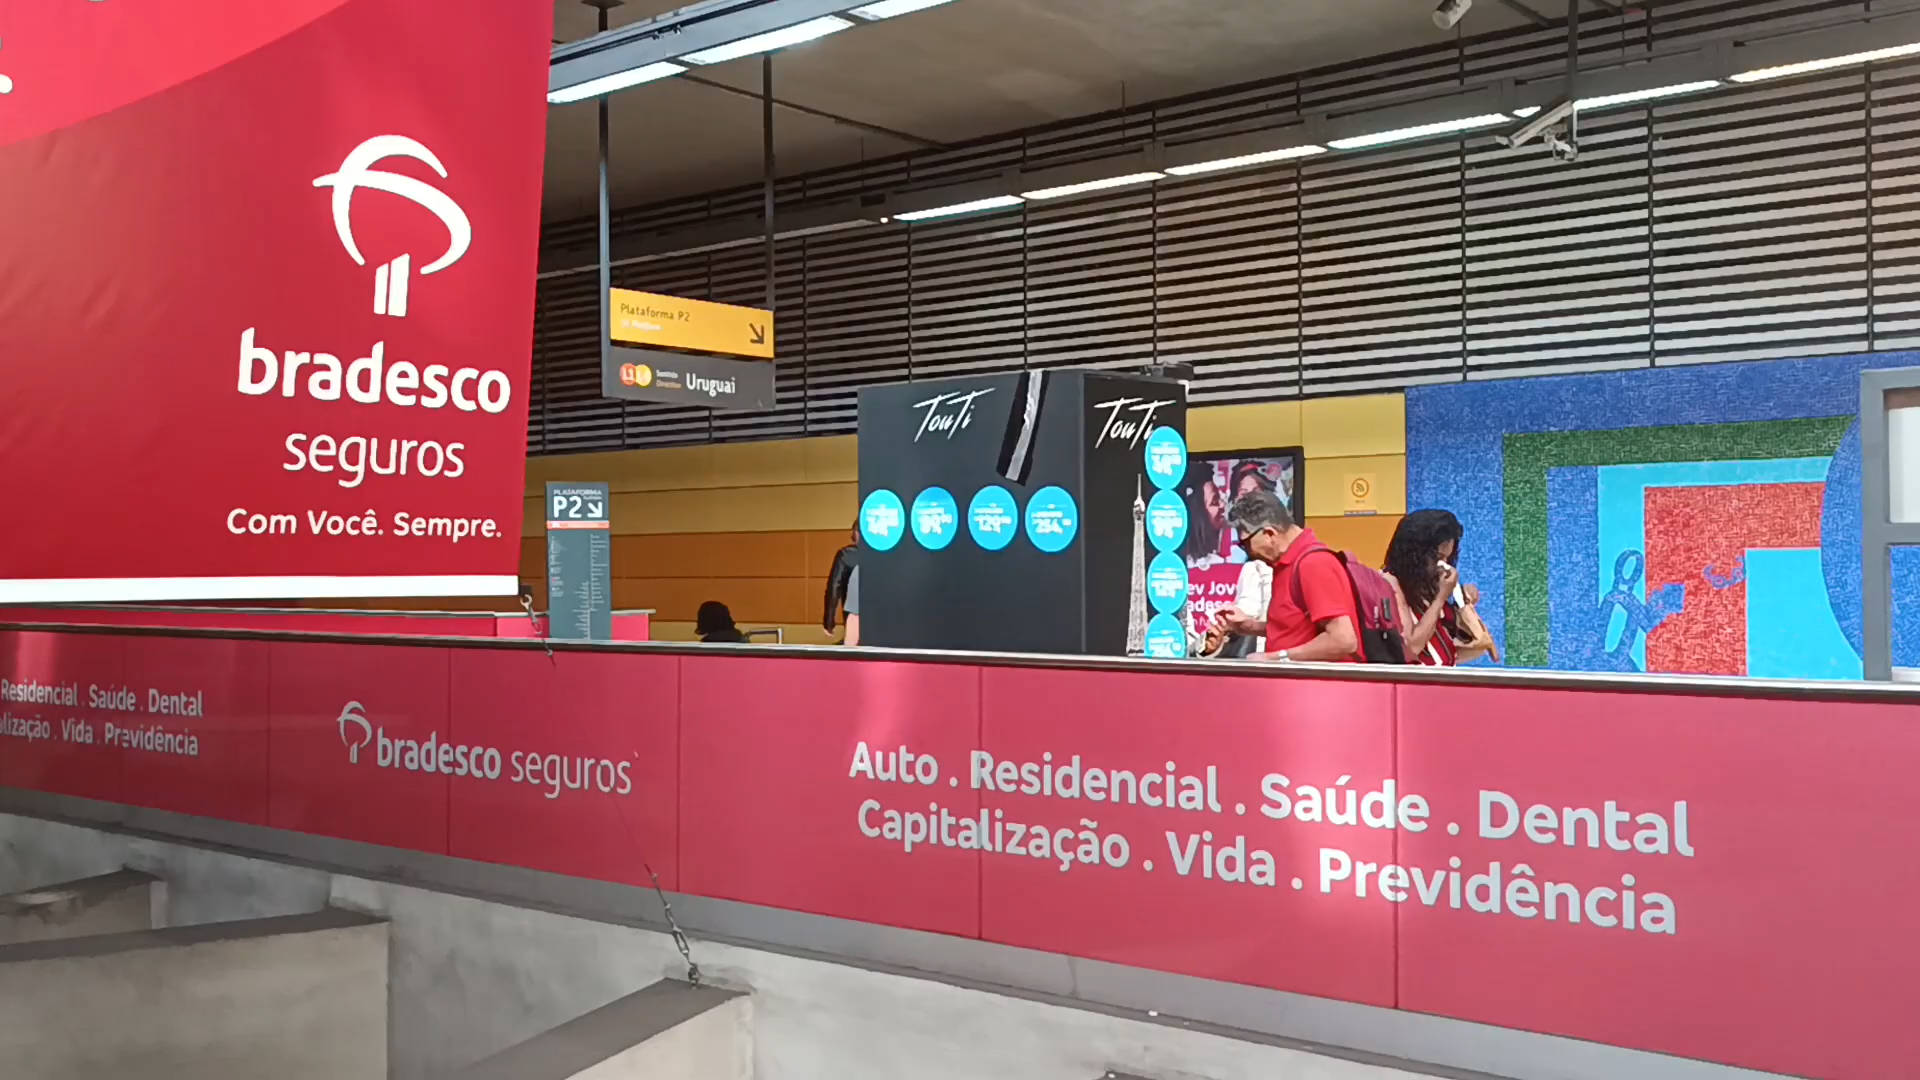 bradesco
seguros
Com Você. Sempre.
Plataforma P2
Uruguai
PLATAFORMA
P2
TouTi
TouTi
Residencial . Saúde . Dental
Vida . Previdência
bradesco seguros
Auto . Residencial . Saúde . Dental
Capitalização . Vida . Previdência